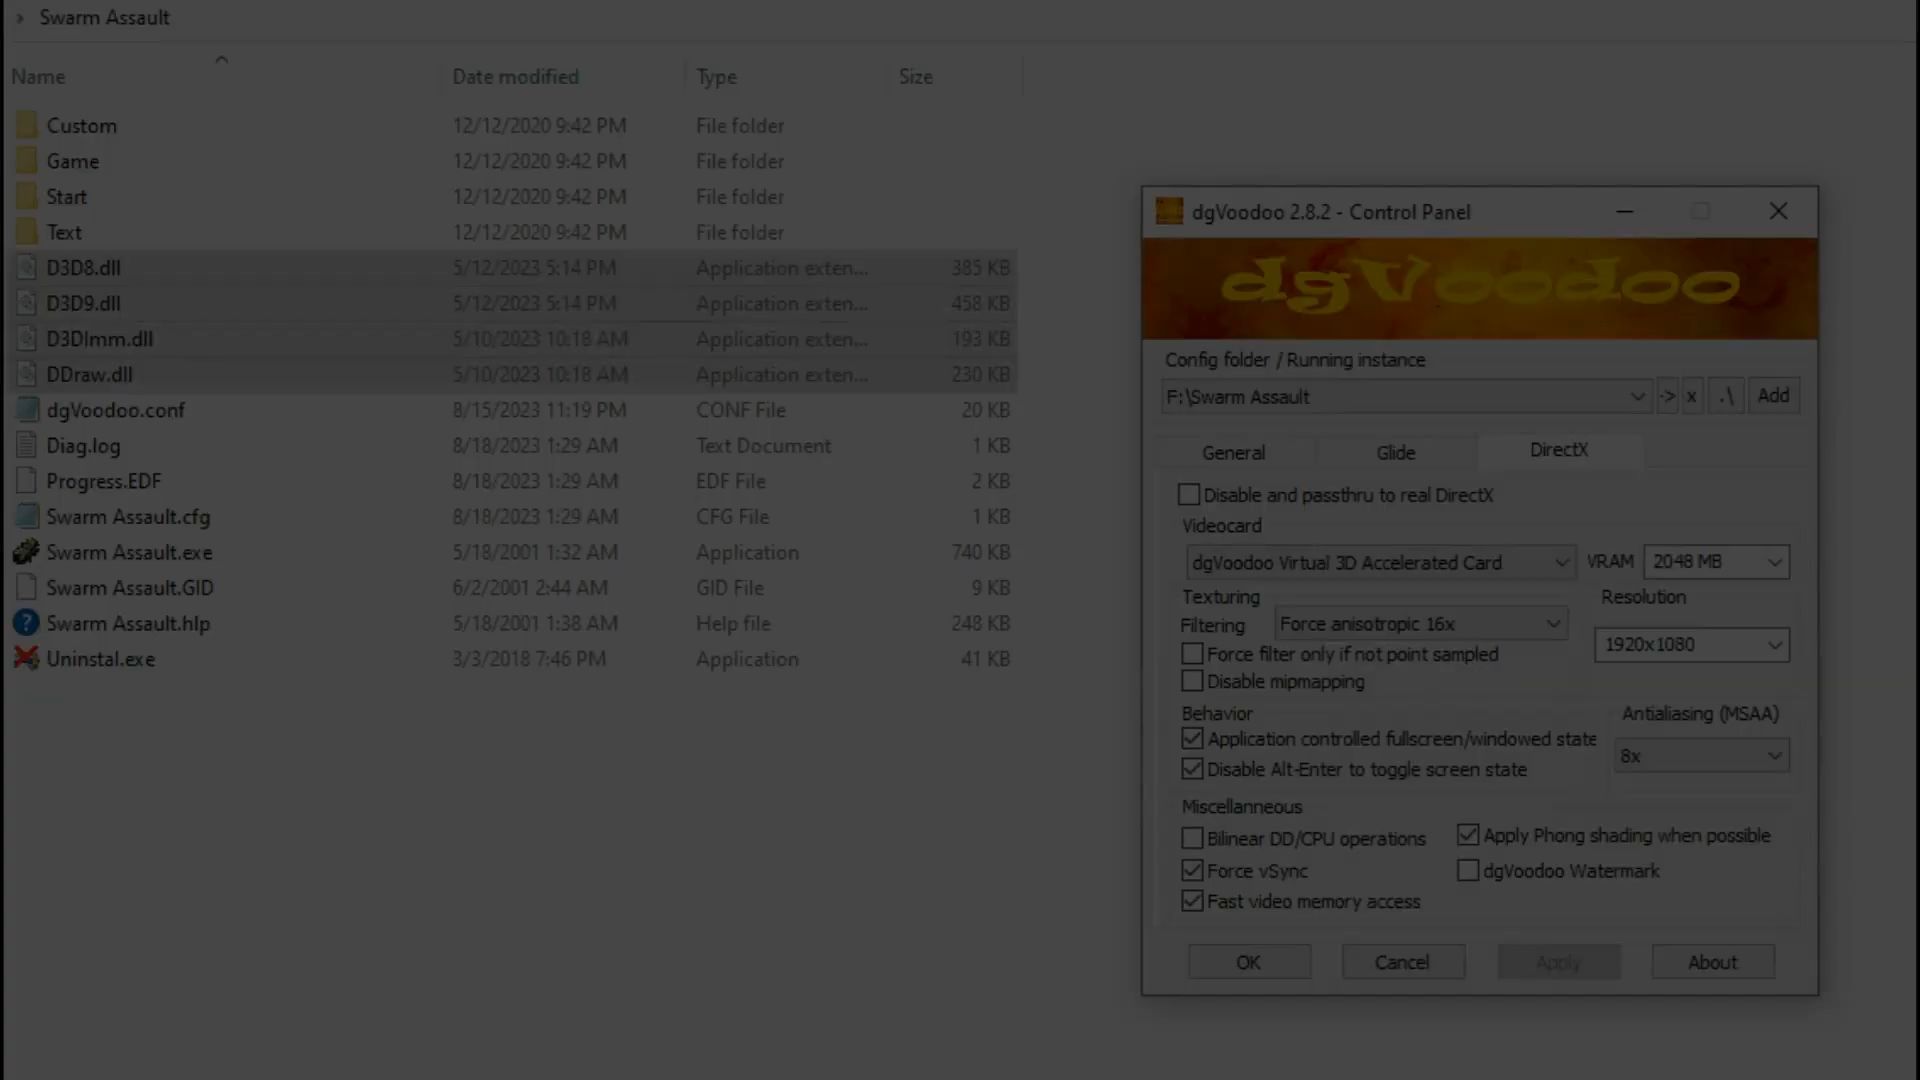 Swarm Assault
Name Date modified Type Size
Custom 12/12/2020 9:42 PM File folder
Game 12/12/2020 9:42 PM File folder
Start 12/12/2020 9:42 PM File folder
Text 12/12/2020 9:42 PM File folder
D3D8.dll 5/12/2023 5:14 PM Application exten... 385 KB
D3D9.dll 5/12/2023 5:14 PM Application exten... 458 KB
D3DImm.dll 5/10/2023 10:18 AM Application exten... 193 KB
DDraw.dll 5/10/2023 10:18 AM Application exten... 230 KB
dgVoodoo.conf 8/15/2023 11:19 PM CONF File 20 KB
Diag.log 8/18/2023 1:29 AM Text Document 1 KB
Progress.EDF 8/18/2023 1:29 AM EDF File 2 KB
Swarm Assault.cfg 8/18/2023 1:29 AM CFG File 1 KB
Swarm Assault.exe 5/18/2001 1:32 AM Application 740 KB
Swarm Assault.GID 6/2/2001 2:44 AM GID File 9 KB
Swarm Assault.hlp 5/18/2001 1:38 AM Help file 248 KB
Uninstal.exe 3/3/2018 7:46 PM Application 41 KB
dgVoodoo 2.8.2 - Control Panel
dgVoodoo
Config folder / Running instance
F:\Swarm Assault -> x .\ Add
General Glide DirectX
Disable and passthru to real DirectX
Videocard
dgVoodoo Virtual 3D Accelerated Card VRAM 2048 MB
Texturing Resolution
Filtering Force anisotropic 16x 1920x1080
Force filter only if not point sampled
Disable mipmapping
Behavior Antialiasing (MSAA)
Application controlled fullscreen/windowed state 8x
Disable Alt-Enter to toggle screen state
Miscellaneous
Bilinear DD/CPU operations Apply Phong shading when possible
Force vSync dgVoodoo Watermark
Fast video memory access
OK Cancel Apply About